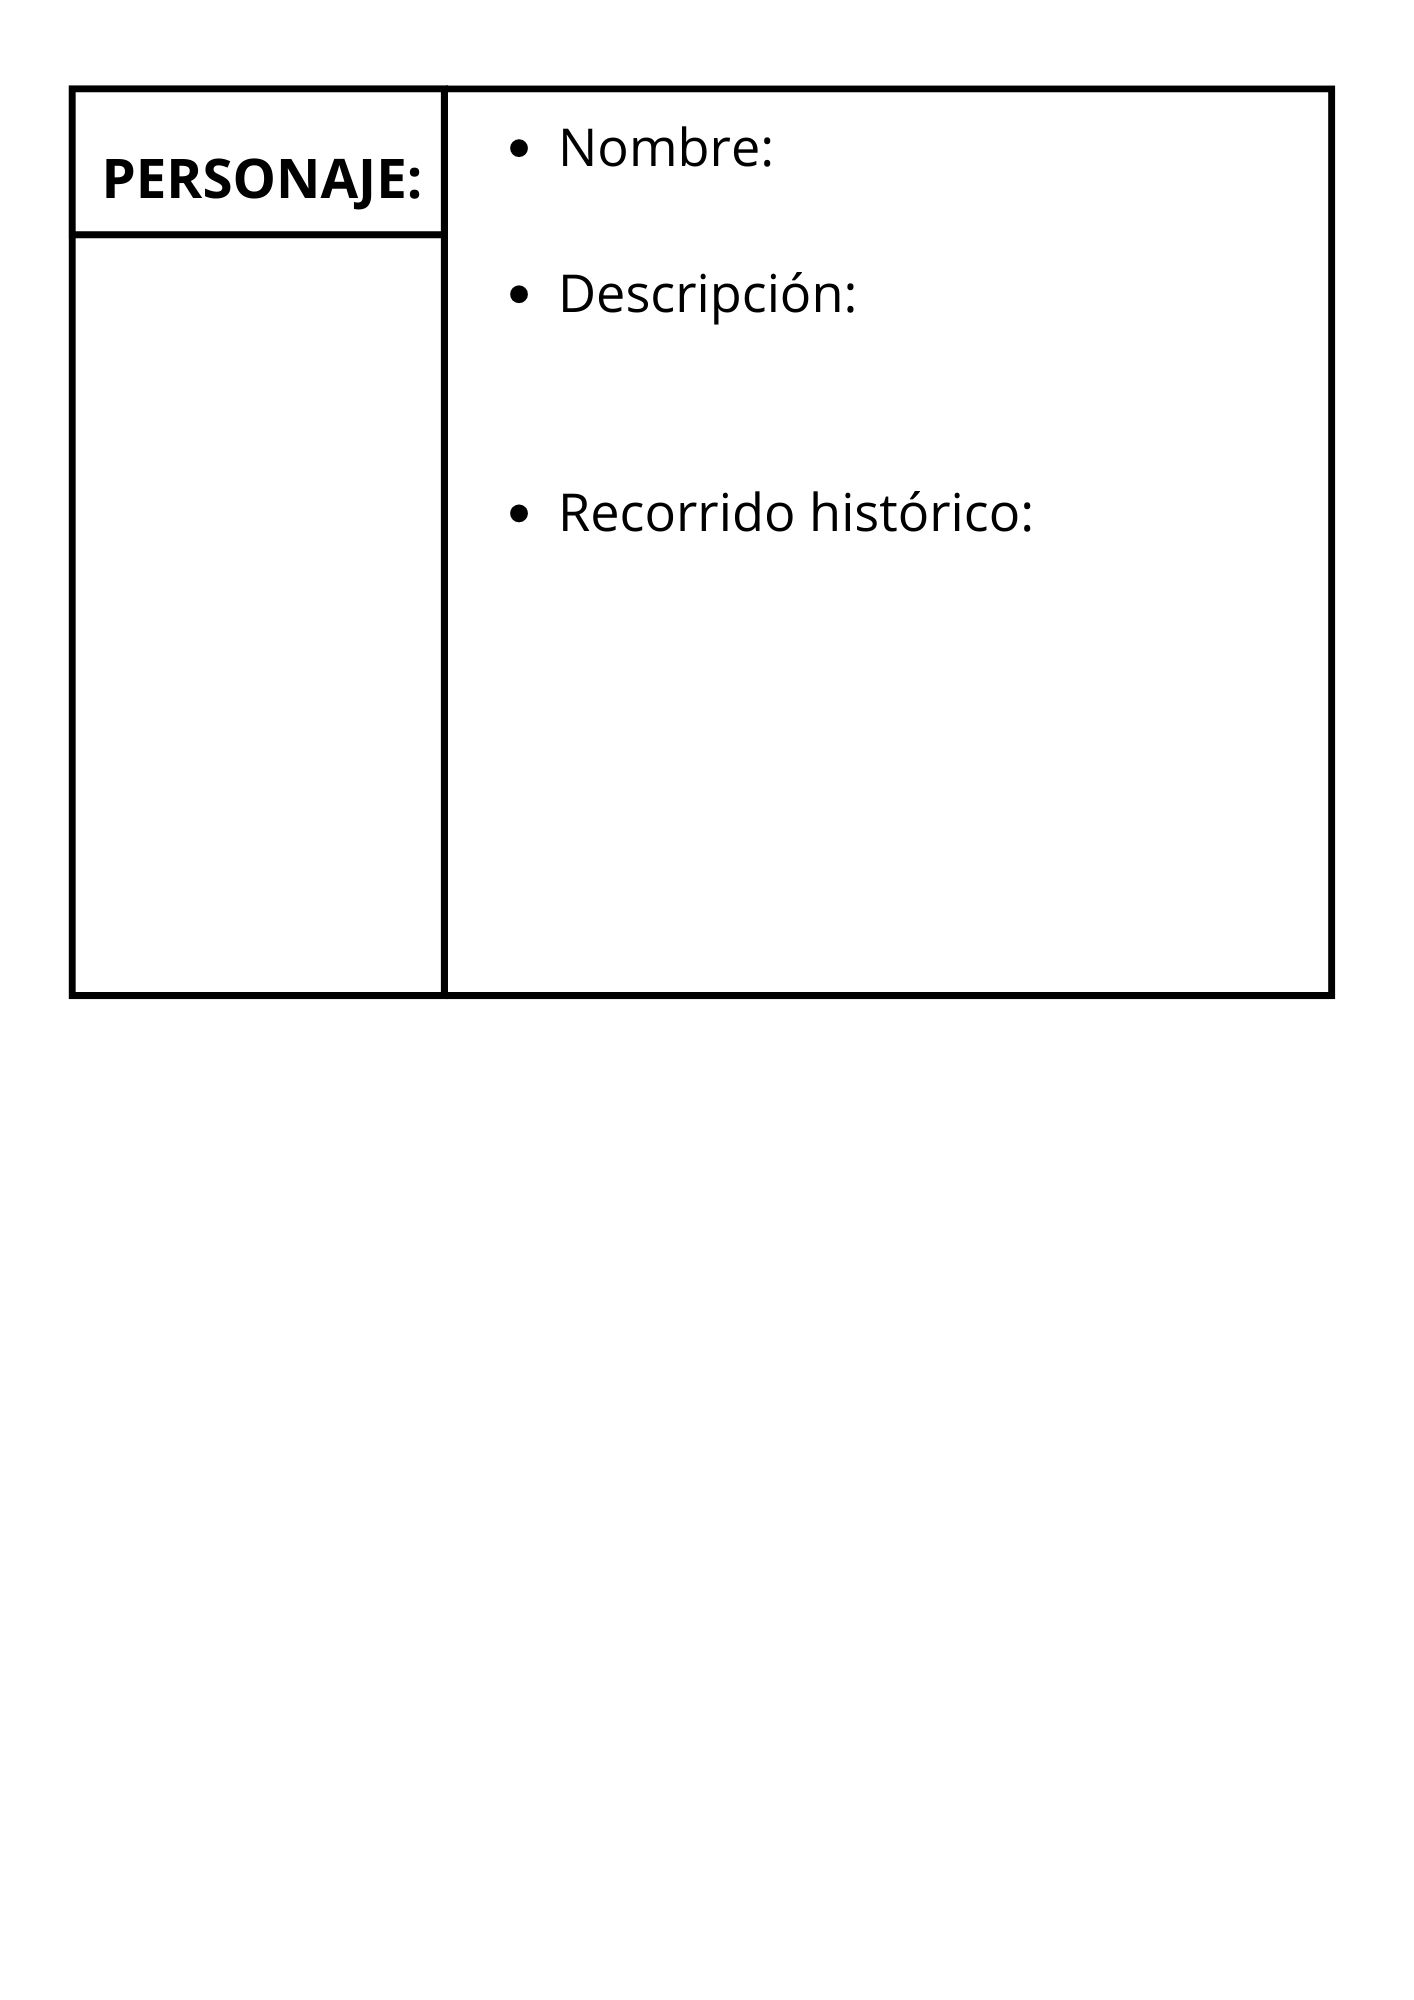 PERSONAJE:
• Nombre:
• Descripción:
• Recorrido histórico: